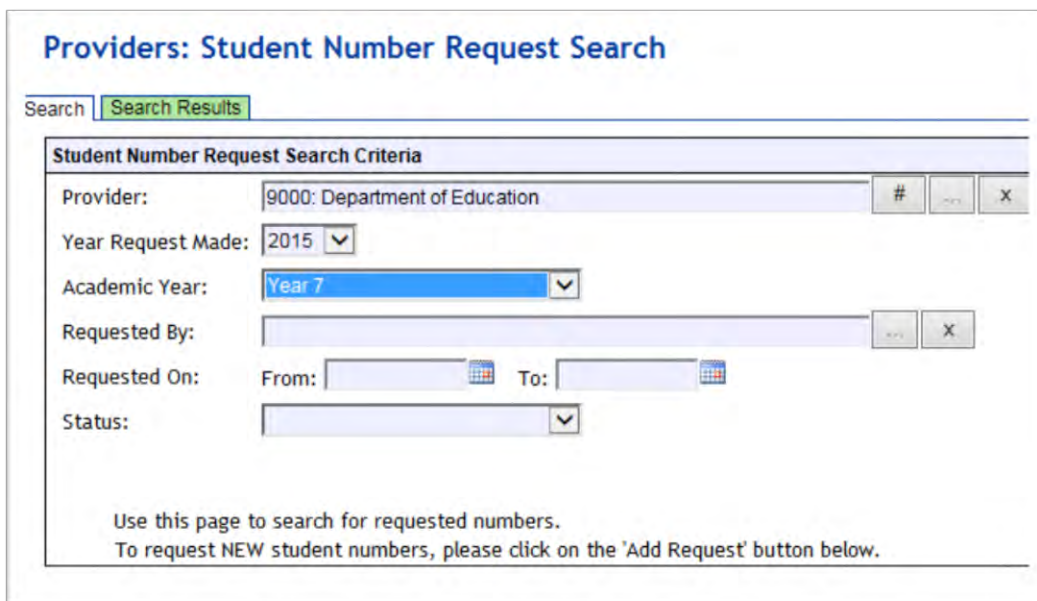 Providers: Student Number Request Search
Search Search Results
Student Number Request Search Criteria
Provider: 9000: Department of Education # ... x
Year Request Made: 2015
Academic Year: Year 7
Requested By: ... x
Requested On: From: To:
Status:
Use this page to search for requested numbers.
To request NEW student numbers, please click on the 'Add Request' button below.